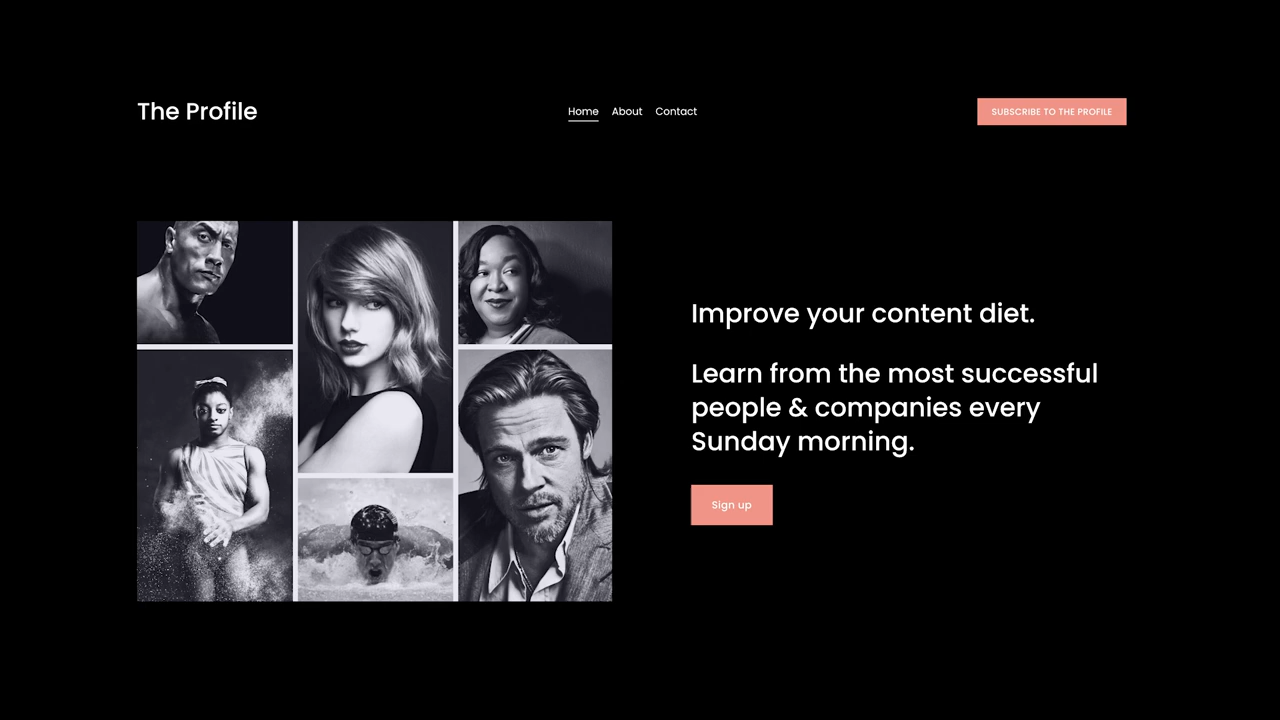 The Profile
Home About Contact
SUBSCRIBE TO THE PROFILE
Improve your content diet.
Learn from the most successful
people & companies every
Sunday morning.
Sign up